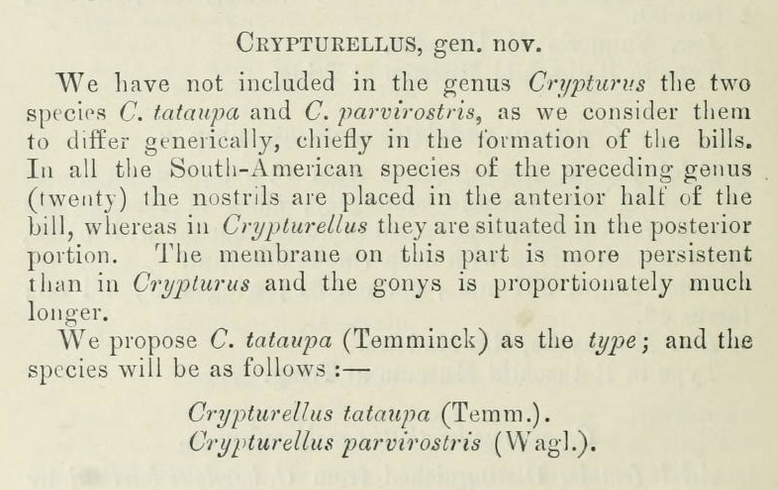 CRYPTURELLUS, gen. nov.
We have not included in the genus Crypturus the two
species C. tataupa and C. parvirostris, as we consider them
to differ generically, chiefly in the formation of the bills.
In all the South-American species of the preceding genus
(twenty) the nostrils are placed in the anterior half of the
bill, whereas in Crypturellus they are situated in the posterior
portion. The membrane on this part is more persistent
than in Crypturus and the gonys is proportionately much
longer.
We propose C. tataupa (Temminck) as the type; and the
species will be as follows:—
Crypturellus tataupa (Temm.).
Crypturellus parvirostris (Wagl.).